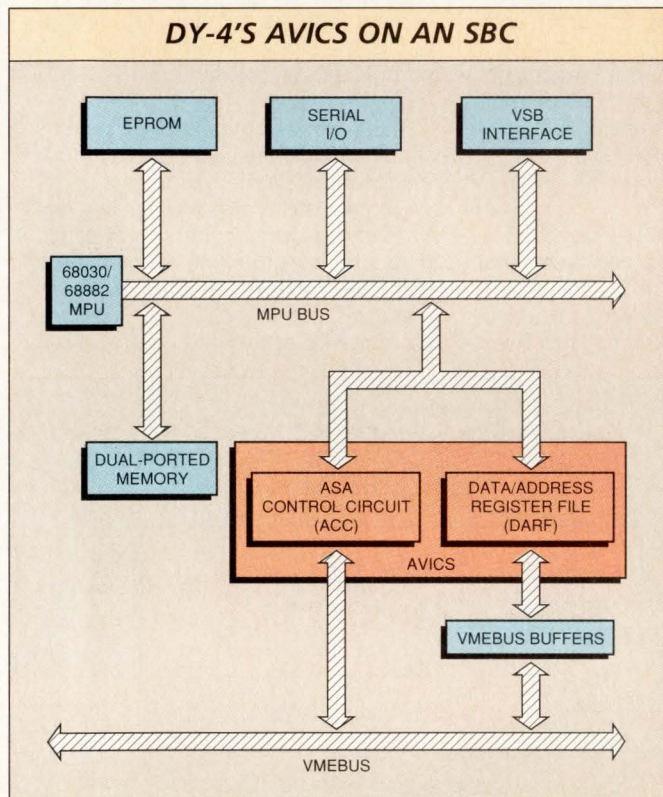 DY-4'S AVICS ON AN SBC
EPROM
SERIAL
I/O
VSB
INTERFACE
68030/
68882
MPU
MPU BUS
DUAL-PORTED
MEMORY
ASA
CONTROL CIRCUIT
(ACC)
DATA/ADDRESS
REGISTER FILE
(DARF)
AVICS
VMEBUS BUFFERS
VMEBUS